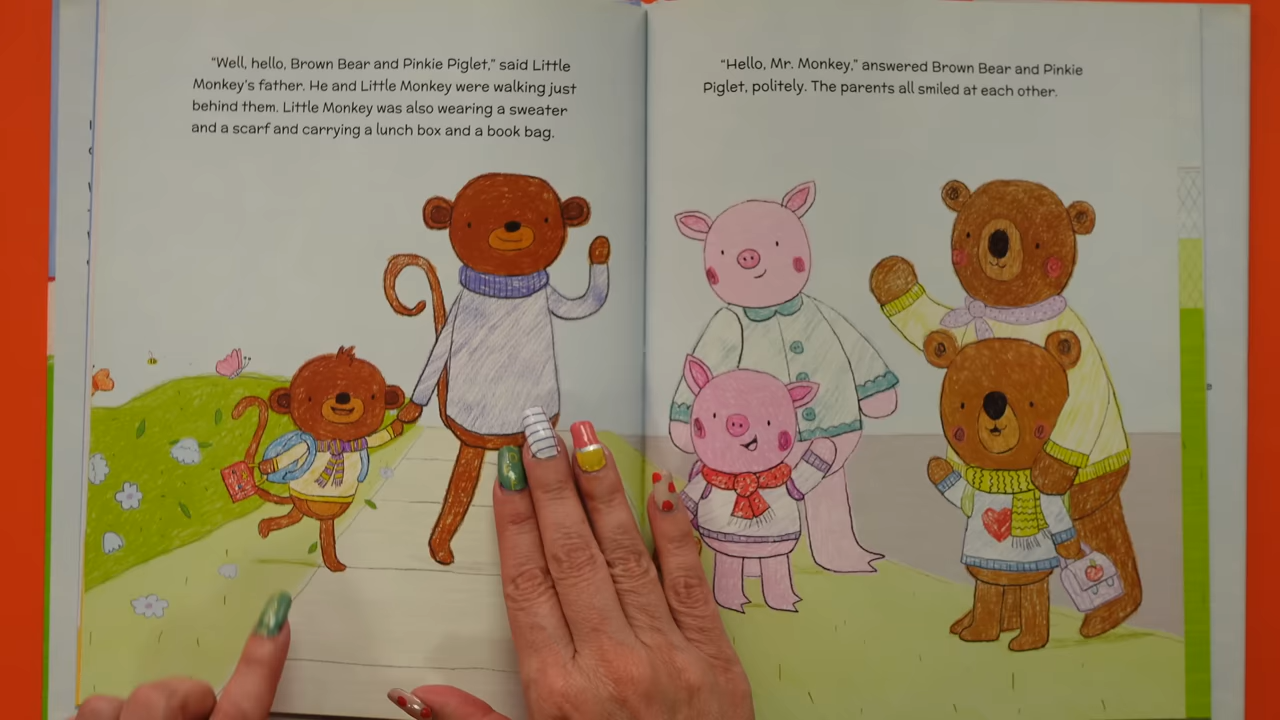 “Well, hello, Brown Bear and Pinkie Piglet,” said Little
Monkey’s father. He and Little Monkey were walking just
behind them. Little Monkey was also wearing a sweater
and a scarf and carrying a lunch box and a book bag.
“Hello, Mr. Monkey,” answered Brown Bear and Pinkie
Piglet, politely. The parents all smiled at each other.